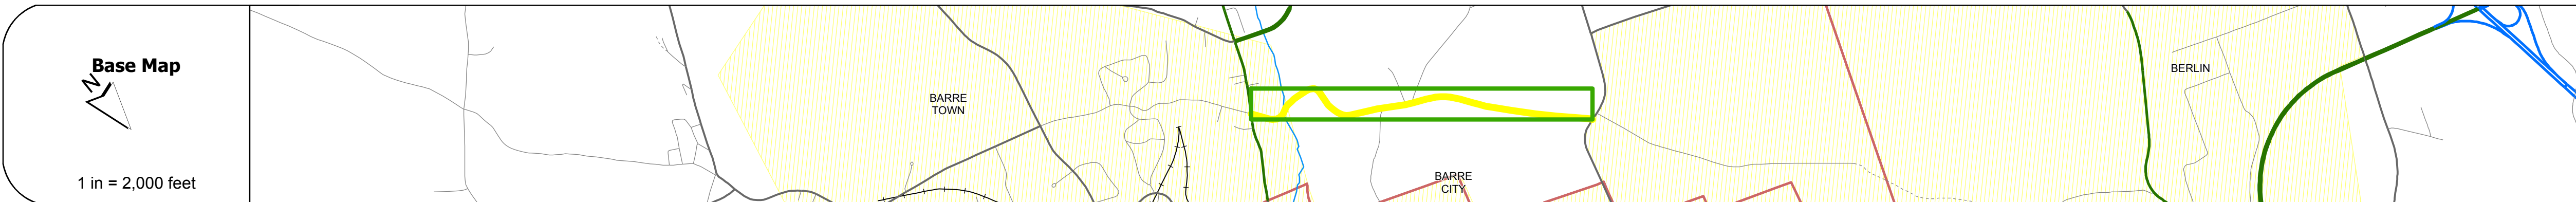 Base Map
N
1 in = 2,000 feet
BARRE
TOWN
BARRE
CITY
BERLIN